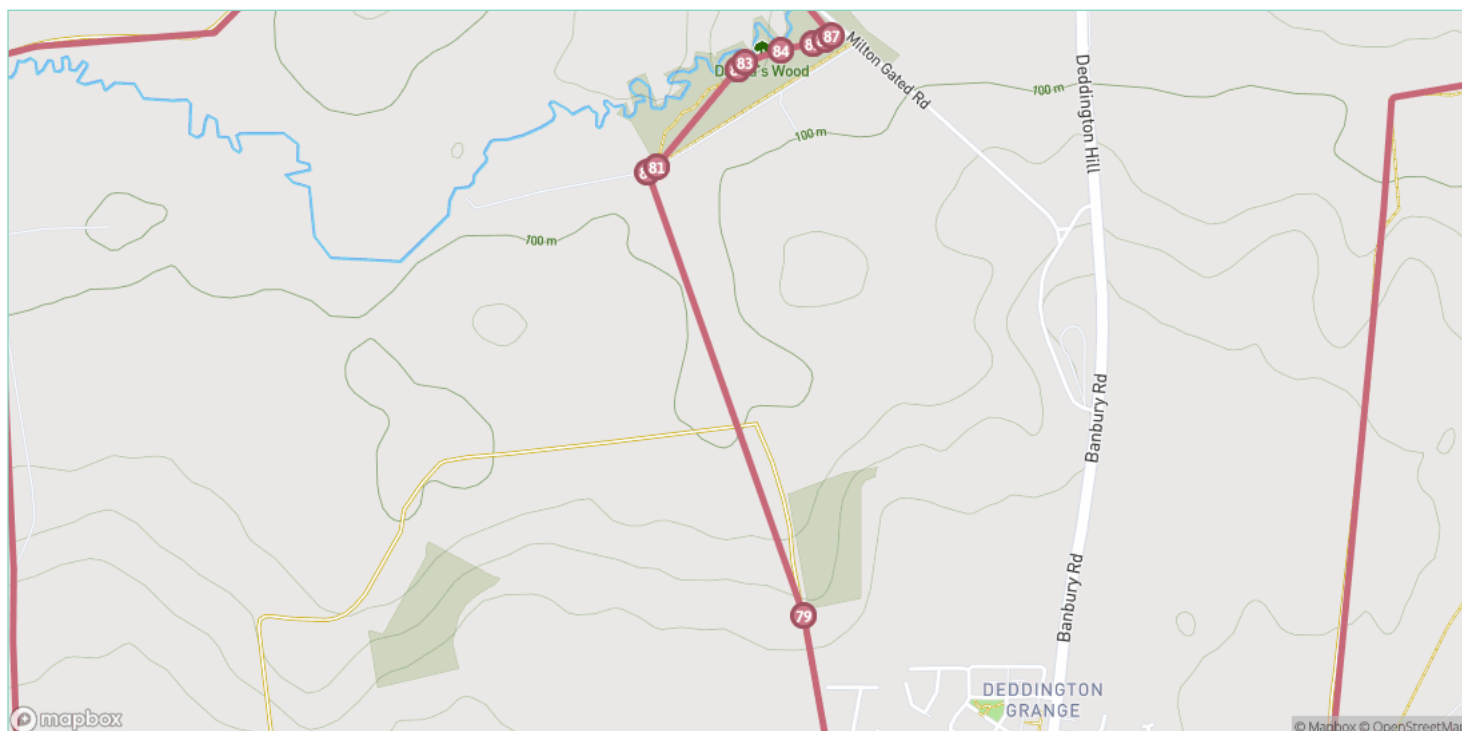 87
84
83
Milton Gated Rd
Deddington Hill
100 m
100 m
81
100 m
Banbury Rd
Banbury Rd
79
DEDDINGTON
GRANGE
mapbox
© Mapbox © OpenStreetMap